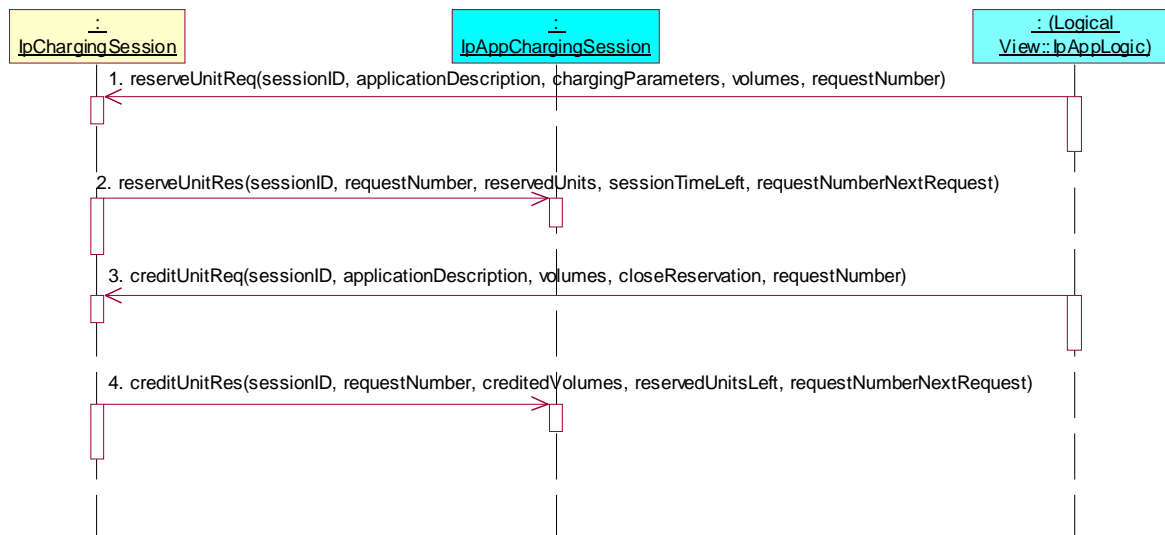 :
IpChargingSession
:
IpAppChargingSession
: (Logical
View::IpAppLogic)
1. reserveUnitReq(sessionID, applicationDescription, chargingParameters, volumes, requestNumber)
2. reserveUnitRes(sessionID, requestNumber, reservedUnits, sessionTimeLeft, requestNumberNextRequest)
3. creditUnitReq(sessionID, applicationDescription, volumes, closeReservation, requestNumber)
4. creditUnitRes(sessionID, requestNumber, creditedVolumes, reservedUnitsLeft, requestNumberNextRequest)